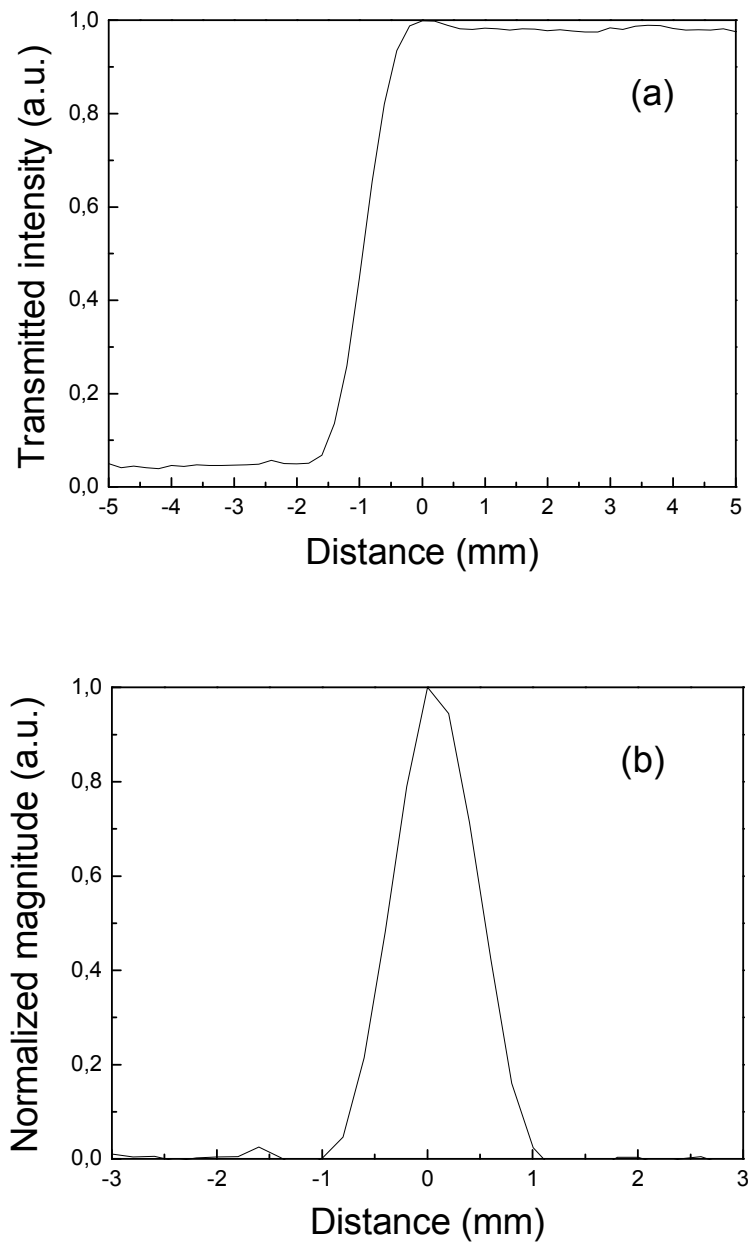 1,0
0,8
0,6
0,4
0,2
0,0
Transmitted intensity (a.u.)
(a)
-5 -4 -3 -2 -1 0 1 2 3 4 5
Distance (mm)
1,0
0,8
0,6
0,4
0,2
0,0
Normalized magnitude (a.u.)
(b)
-3 -2 -1 0 1 2 3
Distance (mm)